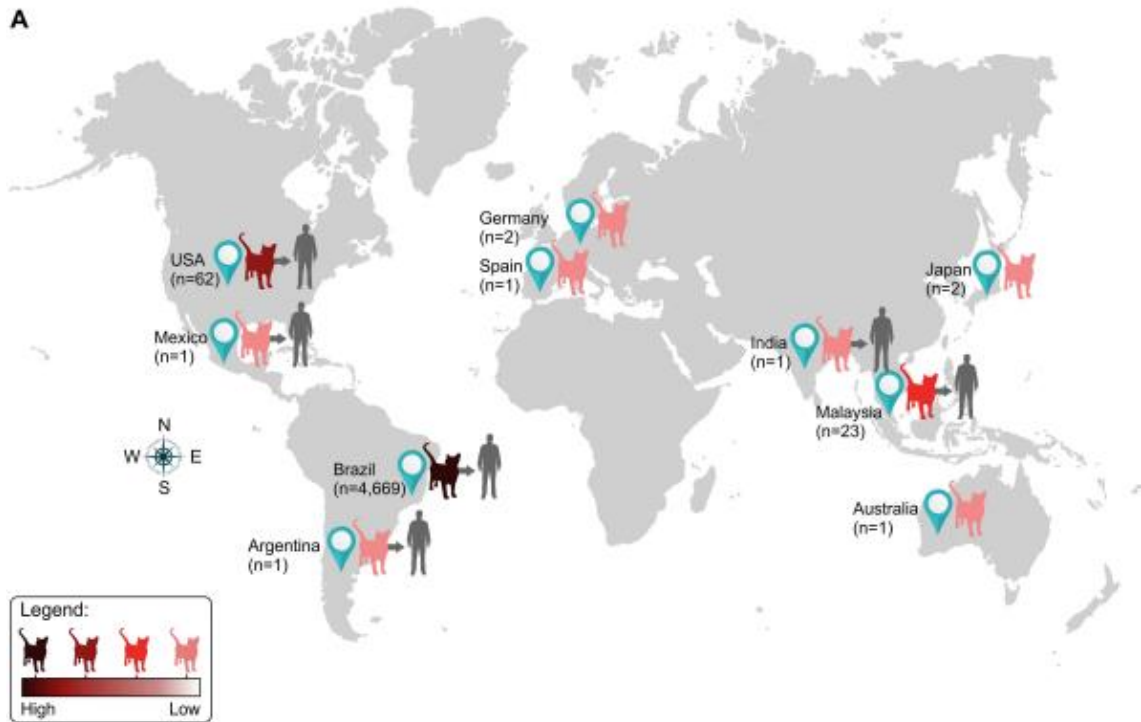 A
Germany
(n=2)
Spain
(n=1)
USA
(n=62)
Japan
(n=2)
Mexico
(n=1)
India
(n=1)
Malaysia
(n=23)
N
W E
S
Brazil
(n=4,669)
Australia
(n=1)
Argentina
(n=1)
Legend:
High Low